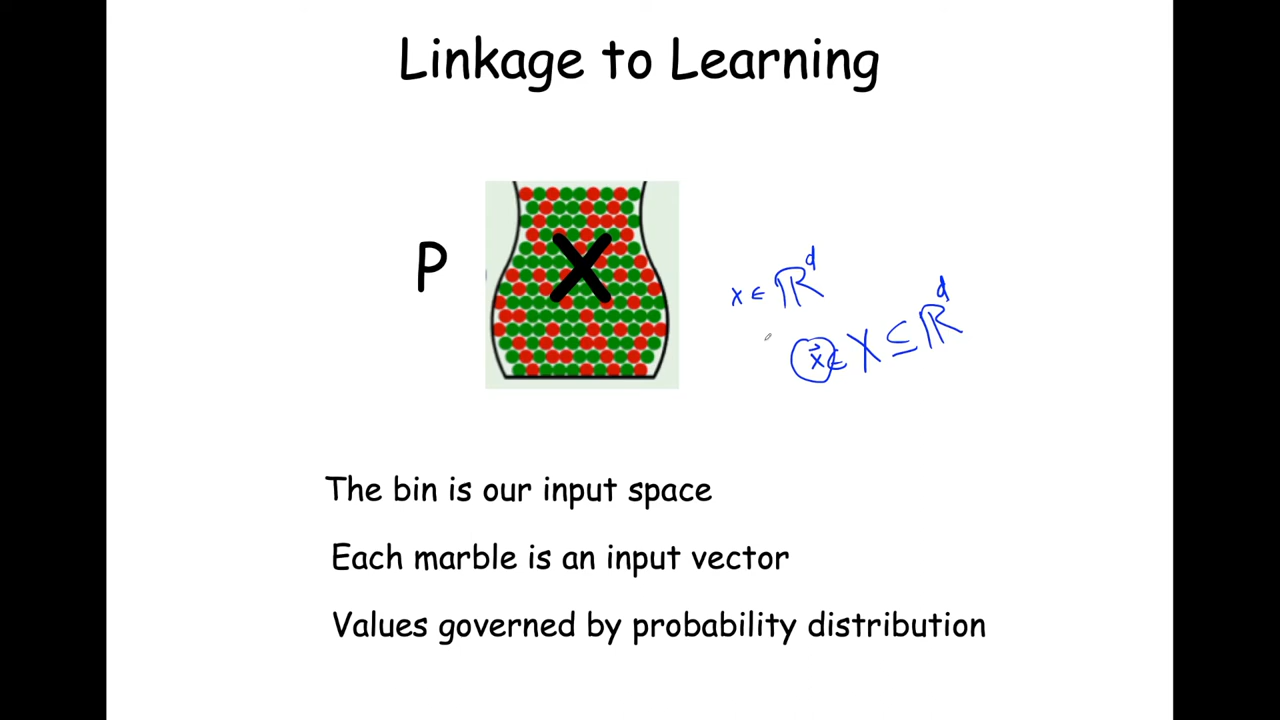 Linkage to Learning
P
X
x ∈ ℝ^d
x⃗ ∈ X ⊆ ℝ^d
The bin is our input space
Each marble is an input vector
Values governed by probability distribution